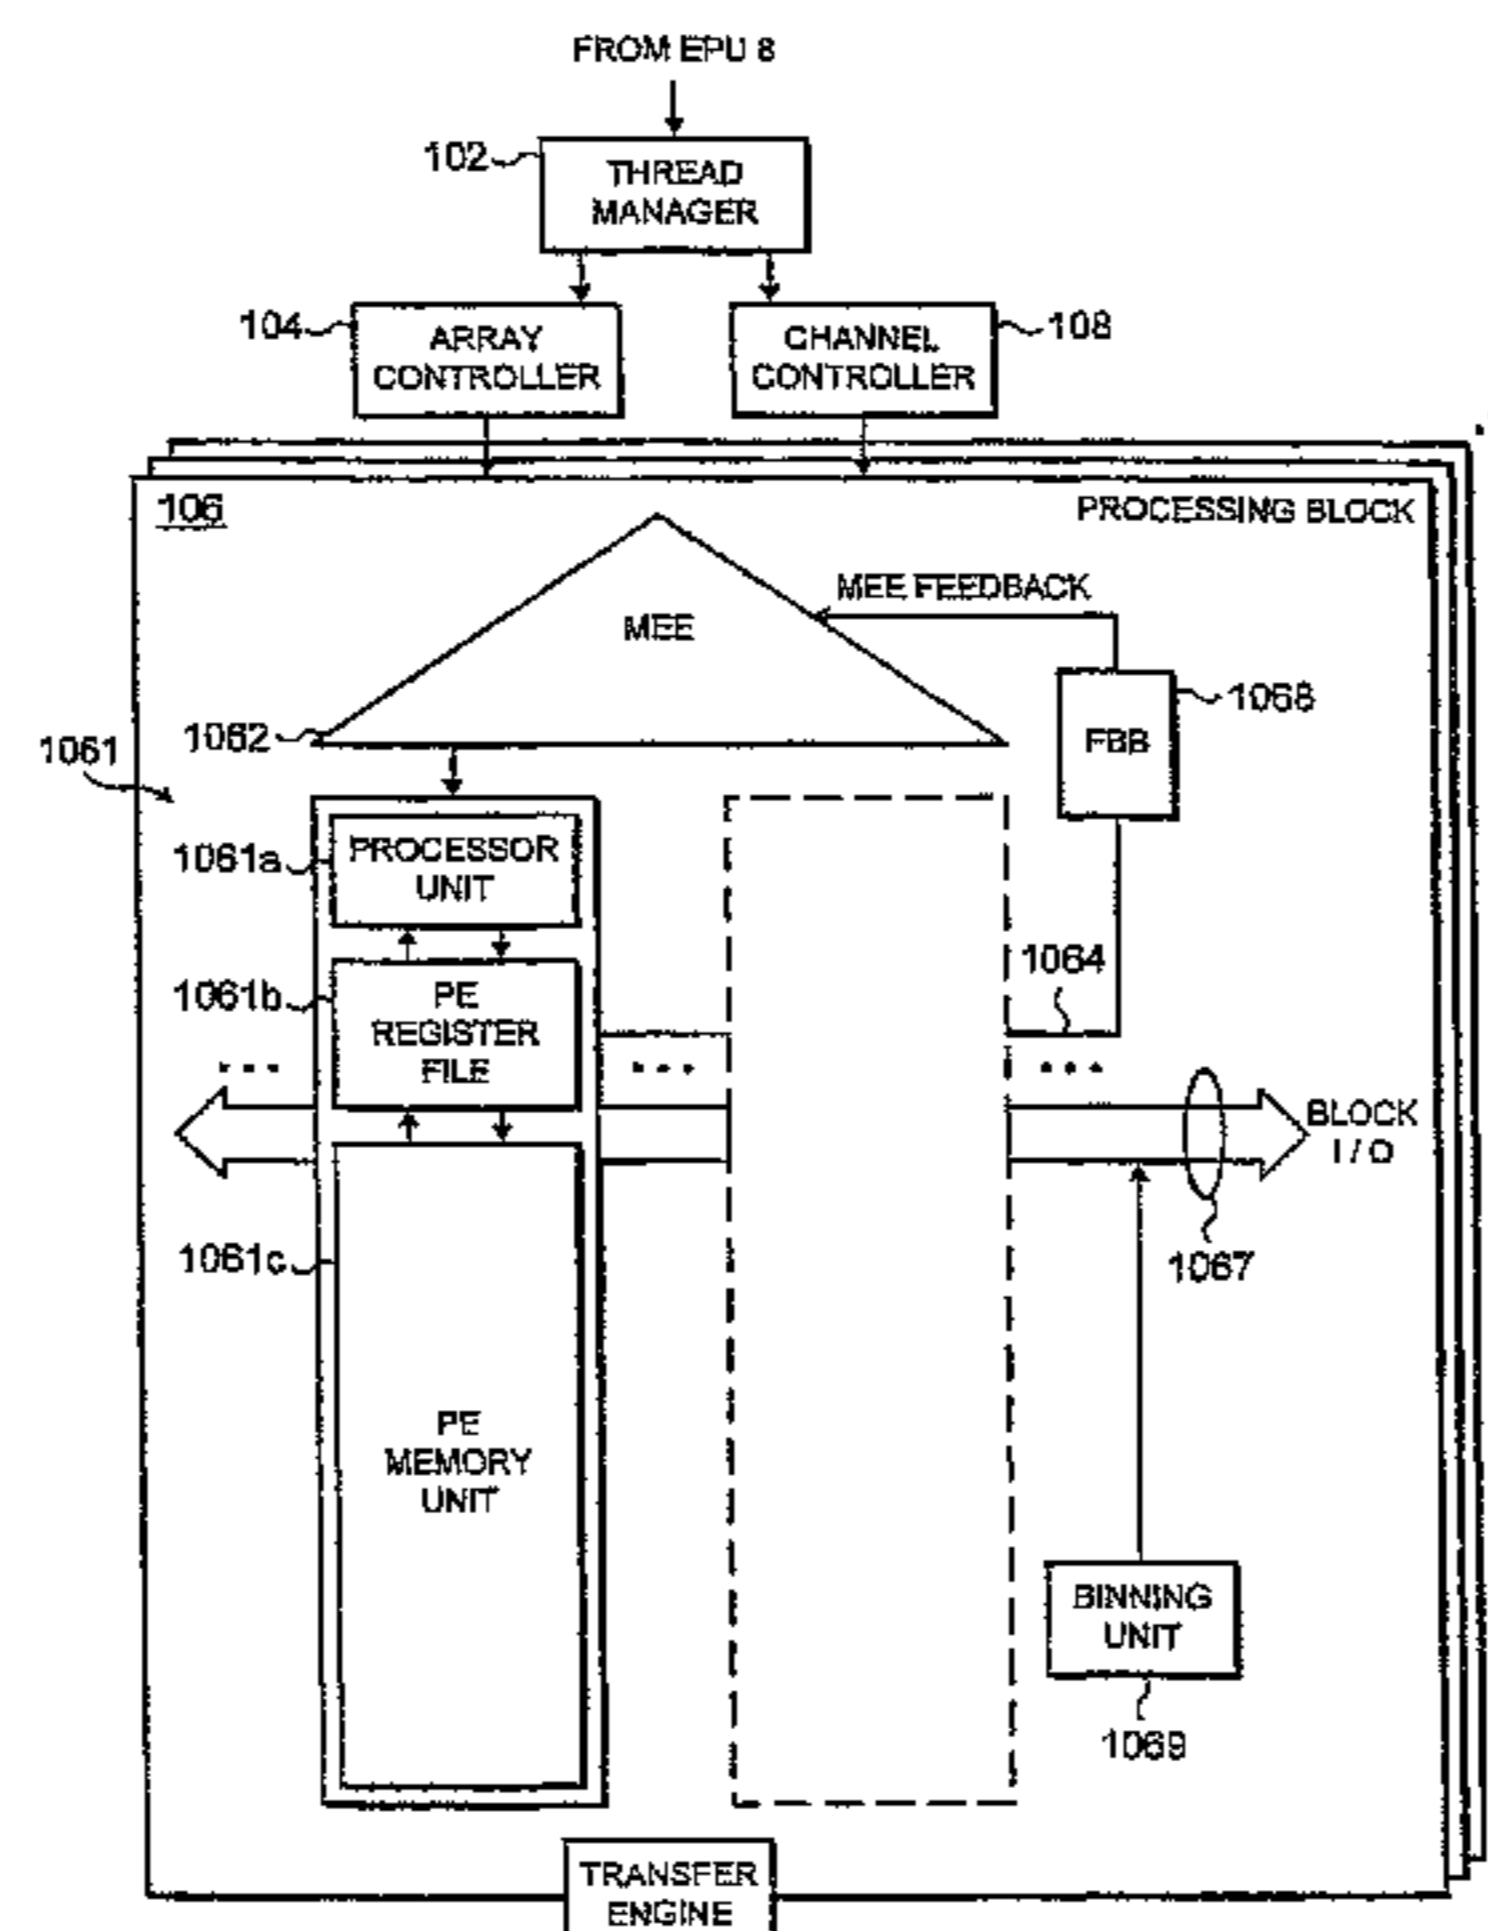 FROM EPU 8
102
THREAD
MANAGER
104
ARRAY
CONTROLLER
CHANNEL
CONTROLLER
108
106
PROCESSING BLOCK
MEE FEEDBACK
MEE
1068
1062
FBB
1061
1061a
PROCESSOR
UNIT
1064
1061b
PE
REGISTER
FILE
BLOCK
I / O
1067
1061c
PE
MEMORY
UNIT
BINNING
UNIT
1069
TRANSFER
ENGINE